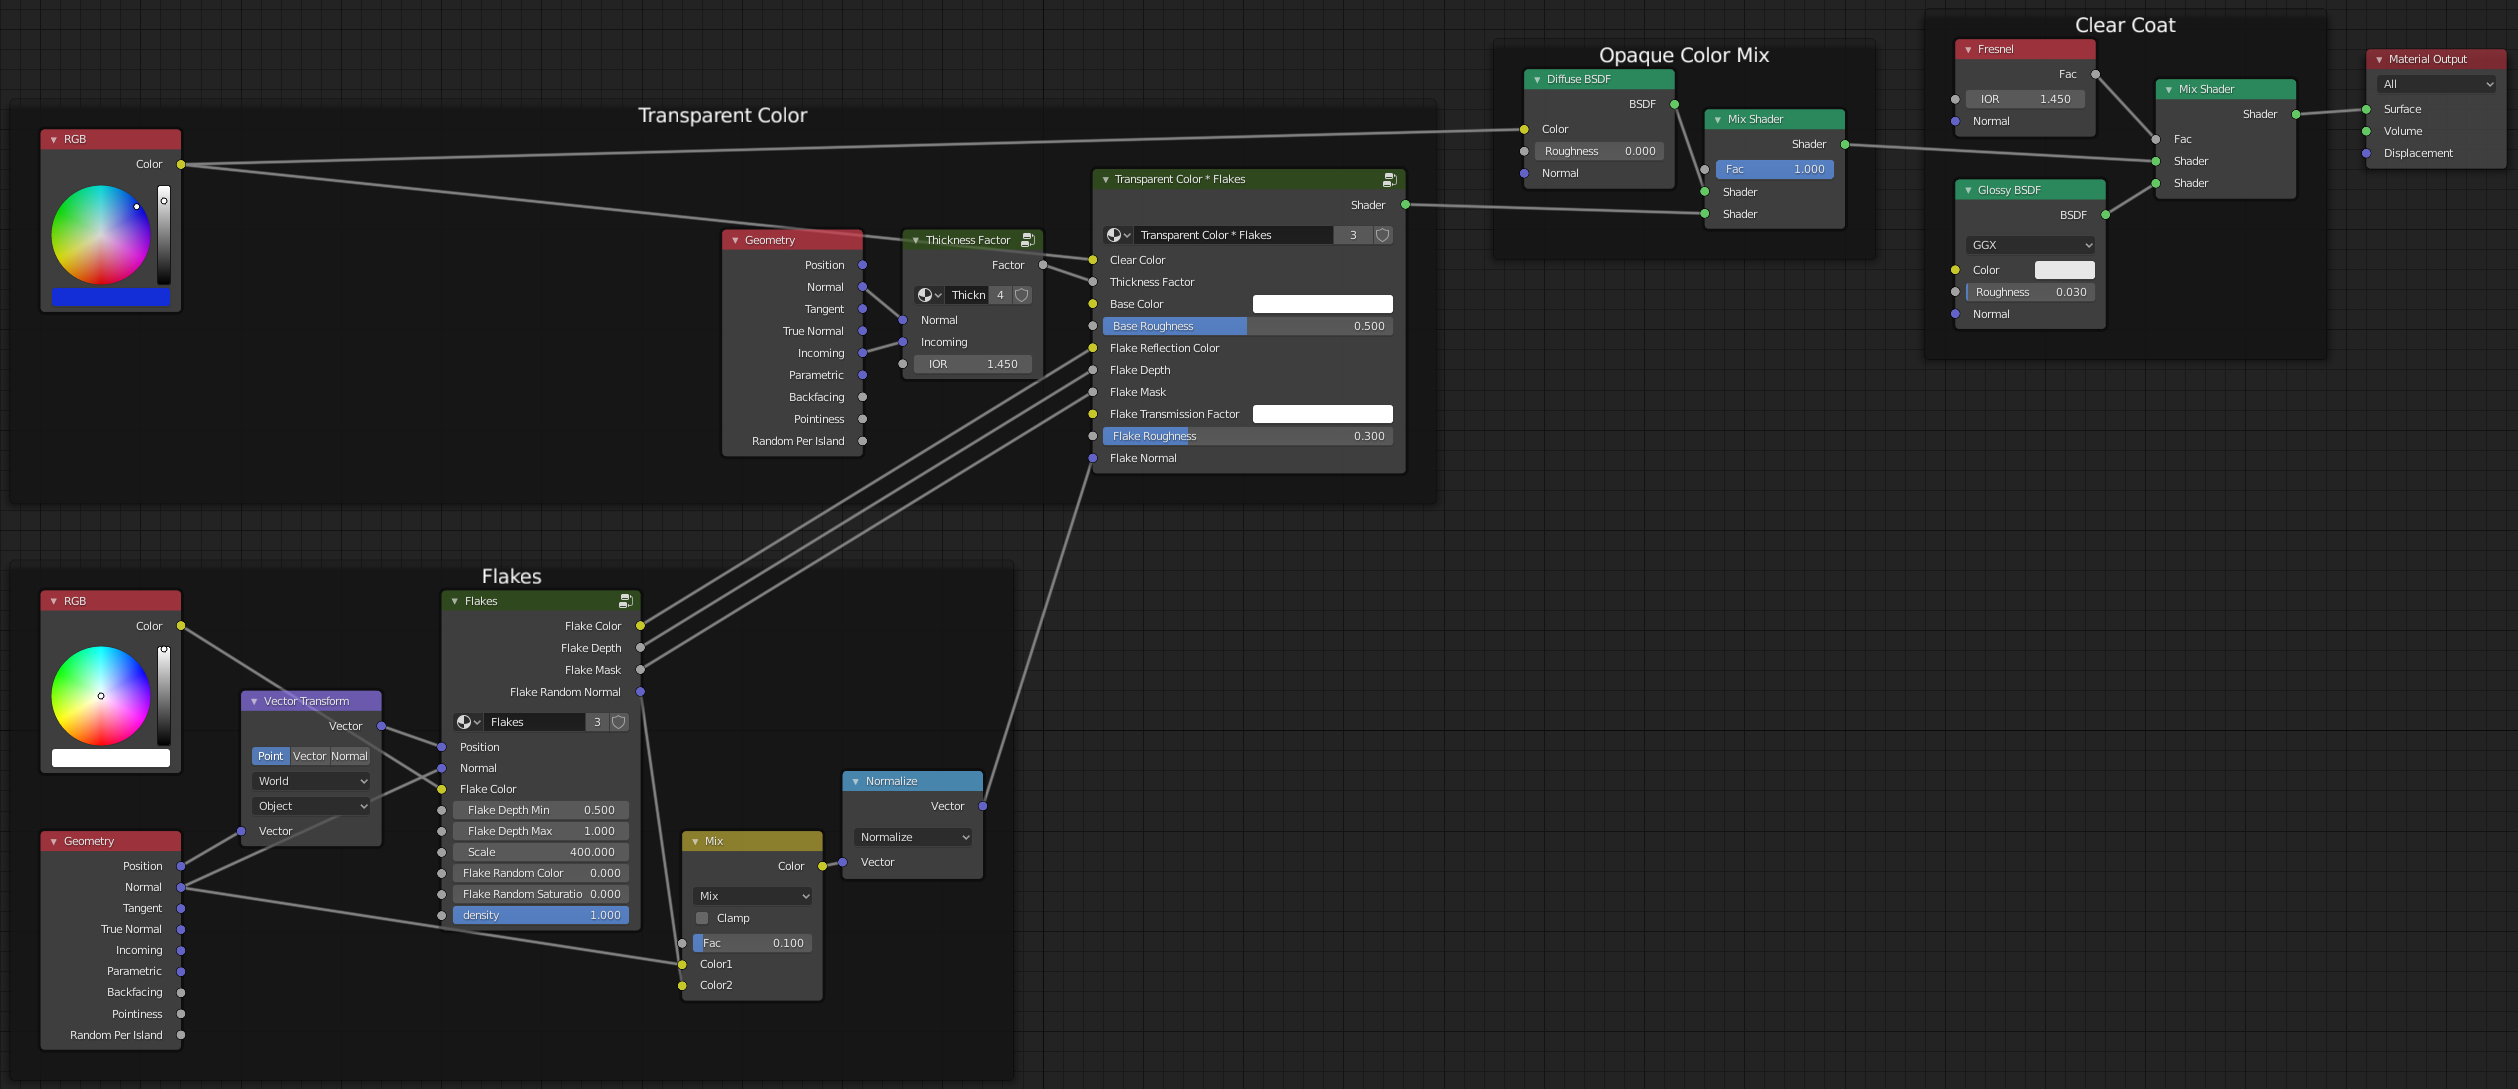 Transparent Color
RGB
Color
Geometry
Position
Normal
Tangent
True Normal
Incoming
Parametric
Backfacing
Pointiness
Random Per Island
Thickness Factor
Factor
Thickn 4
Normal
Incoming
IOR 1.450
Transparent Color * Flakes
Shader
Transparent Color * Flakes 3
Clear Color
Thickness Factor
Base Color
Base Roughness 0.500
Flake Reflection Color
Flake Depth
Flake Mask
Flake Transmission Factor
Flake Roughness 0.300
Flake Normal
Opaque Color Mix
Diffuse BSDF
BSDF
Color
Roughness 0.000
Normal
Mix Shader
Shader
Fac 1.000
Shader
Shader
Clear Coat
Fresnel
Fac
IOR 1.450
Normal
Glossy BSDF
BSDF
GGX
Color
Roughness 0.030
Normal
Mix Shader
Shader
Fac
Shader
Shader
Material Output
All
Surface
Volume
Displacement
Flakes
RGB
Color
Geometry
Position
Normal
Tangent
True Normal
Incoming
Parametric
Backfacing
Pointiness
Random Per Island
Vector Transform
Vector
Point Vector Normal
World
Object
Vector
Flakes
Flake Color
Flake Depth
Flake Mask
Flake Random Normal
Flakes 3
Position
Normal
Flake Color
Flake Depth Min 0.500
Flake Depth Max 1.000
Scale 400.000
Flake Random Color 0.000
Flake Random Saturatio 0.000
density 1.000
Mix
Color
Mix
Clamp
Fac 0.100
Color1
Color2
Normalize
Vector
Normalize
Vector